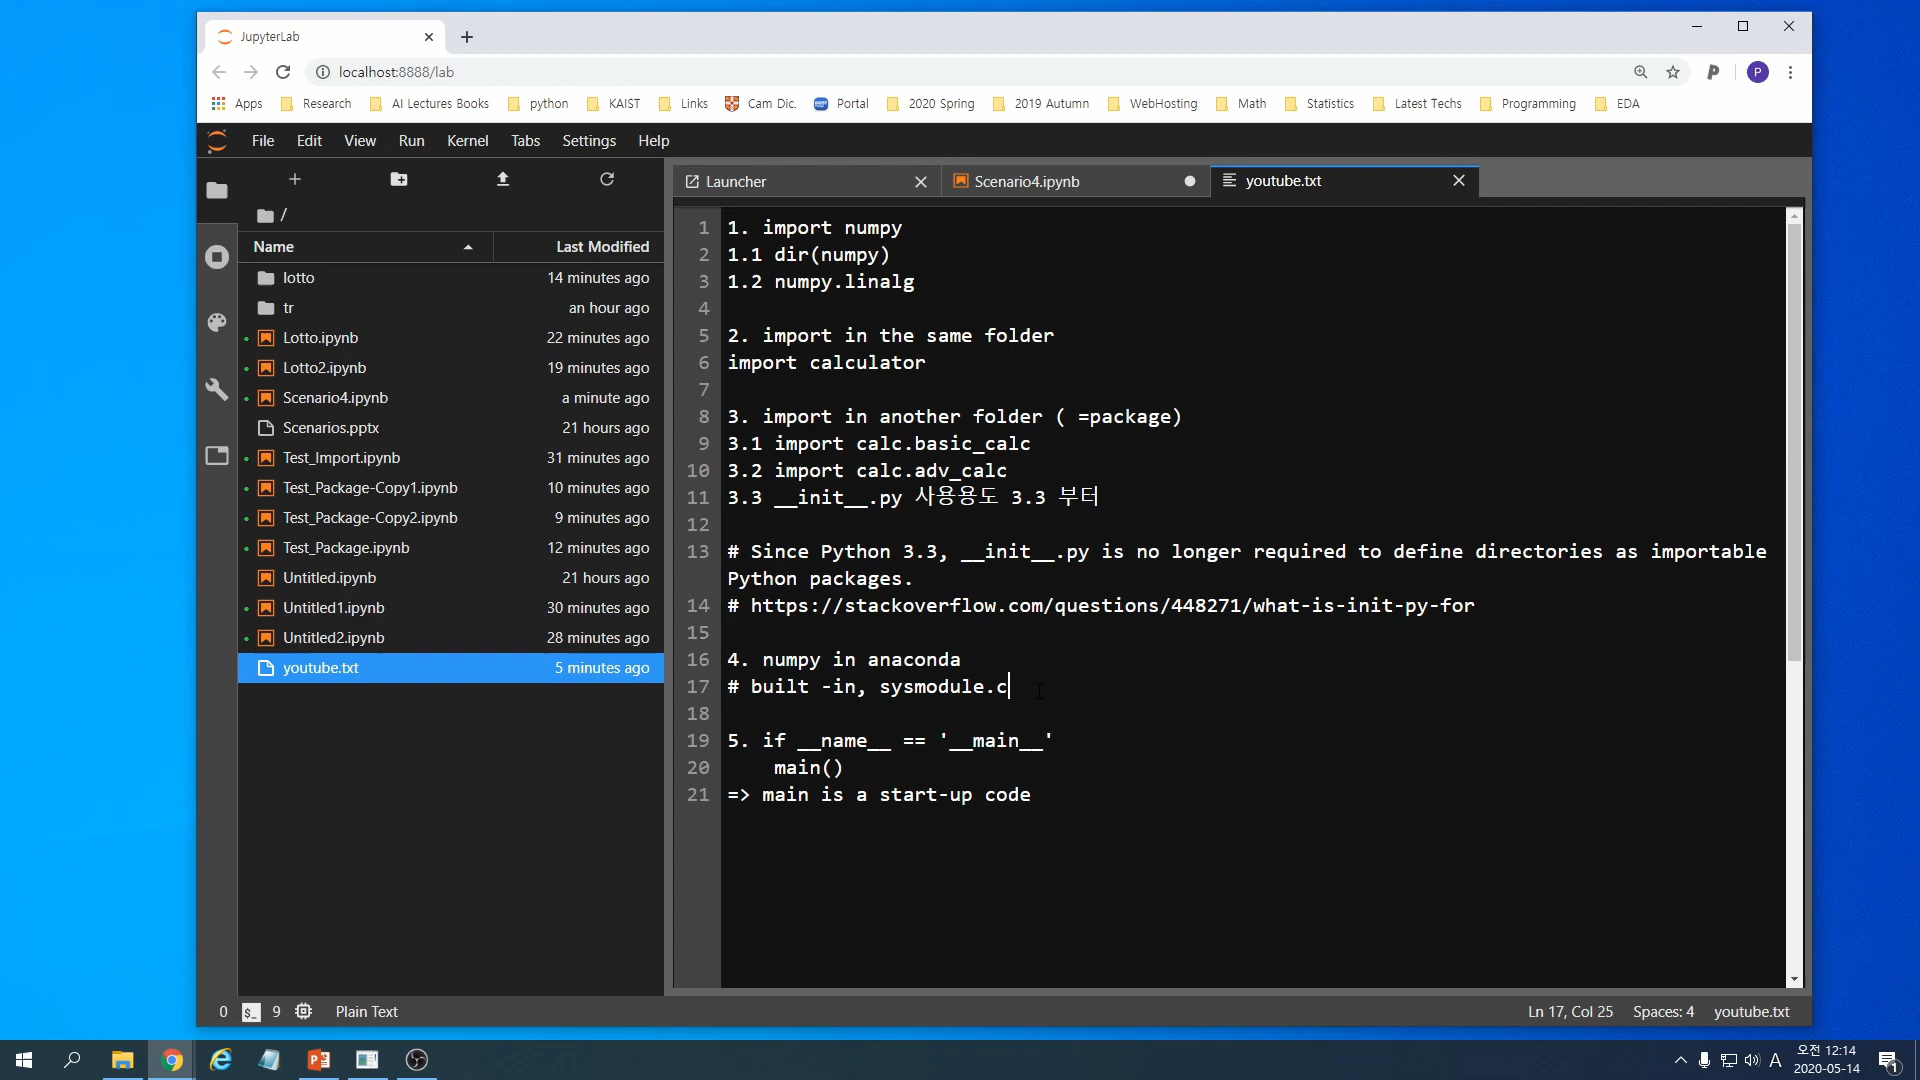 JupyterLab
localhost:8888/lab
P
Apps Research AI Lectures Books python KAIST Links Cam Dic. Portal 2020 Spring 2019 Autumn WebHosting Math Statistics Latest Techs Programming EDA
File Edit View Run Kernel Tabs Settings Help
Launcher Scenario4.ipynb youtube.txt
/
Name Last Modified
lotto 14 minutes ago
tr an hour ago
Lotto.ipynb 22 minutes ago
Lotto2.ipynb 19 minutes ago
Scenario4.ipynb a minute ago
Scenarios.pptx 21 hours ago
Test_Import.ipynb 31 minutes ago
Test_Package-Copy1.ipynb 10 minutes ago
Test_Package-Copy2.ipynb 9 minutes ago
Test_Package.ipynb 12 minutes ago
Untitled.ipynb 21 hours ago
Untitled1.ipynb 30 minutes ago
Untitled2.ipynb 28 minutes ago
youtube.txt 5 minutes ago
1 1. import numpy
2 1.1 dir(numpy)
3 1.2 numpy.linalg
4
5 2. import in the same folder
6 import calculator
7
8 3. import in another folder ( =package)
9 3.1 import calc.basic_calc
10 3.2 import calc.adv_calc
11 3.3 __init__.py 사용용도 3.3 부터
12
13 # Since Python 3.3, __init__.py is no longer required to define directories as importable
Python packages.
14 # https://stackoverflow.com/questions/448271/what-is-init-py-for
15
16 4. numpy in anaconda
17 # built -in, sysmodule.c
18
19 5. if __name__ == '__main__'
20 main()
21 => main is a start-up code
0 $_ 9 Plain Text Ln 17, Col 25 Spaces: 4 youtube.txt
A 오전 12:14
2020-05-14
1